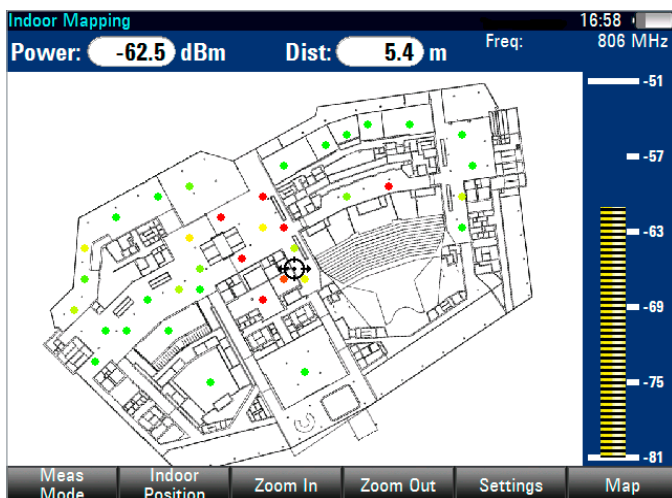 Indoor Mapping 16:58
Power: -62.5 dBm Dist: 5.4 m Freq: 806 MHz
-51
-57
-63
-69
-75
-81
Meas Mode Indoor Position Zoom In Zoom Out Settings Map